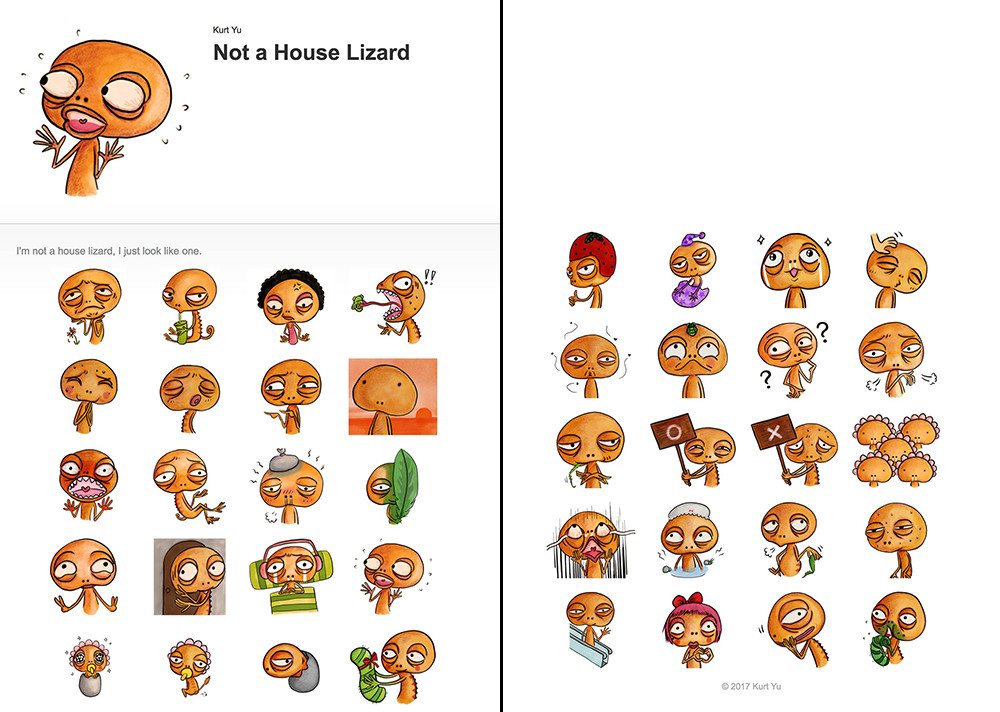 Kurt Yu
Not a House Lizard
I'm not a house lizard, I just look like one.
!!
?
?
O X
© 2017 Kurt Yu